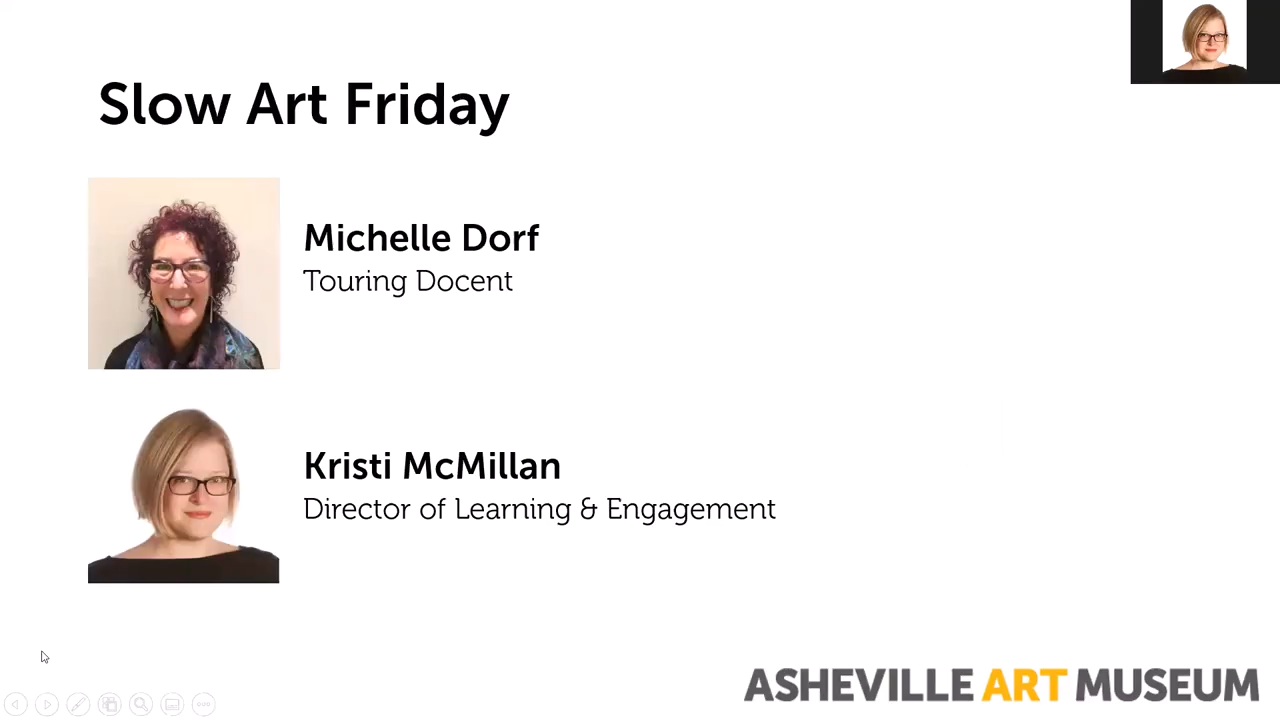 Slow Art Friday
Michelle Dorf
Touring Docent
Kristi McMillan
Director of Learning & Engagement
ASHEVILLE ART MUSEUM